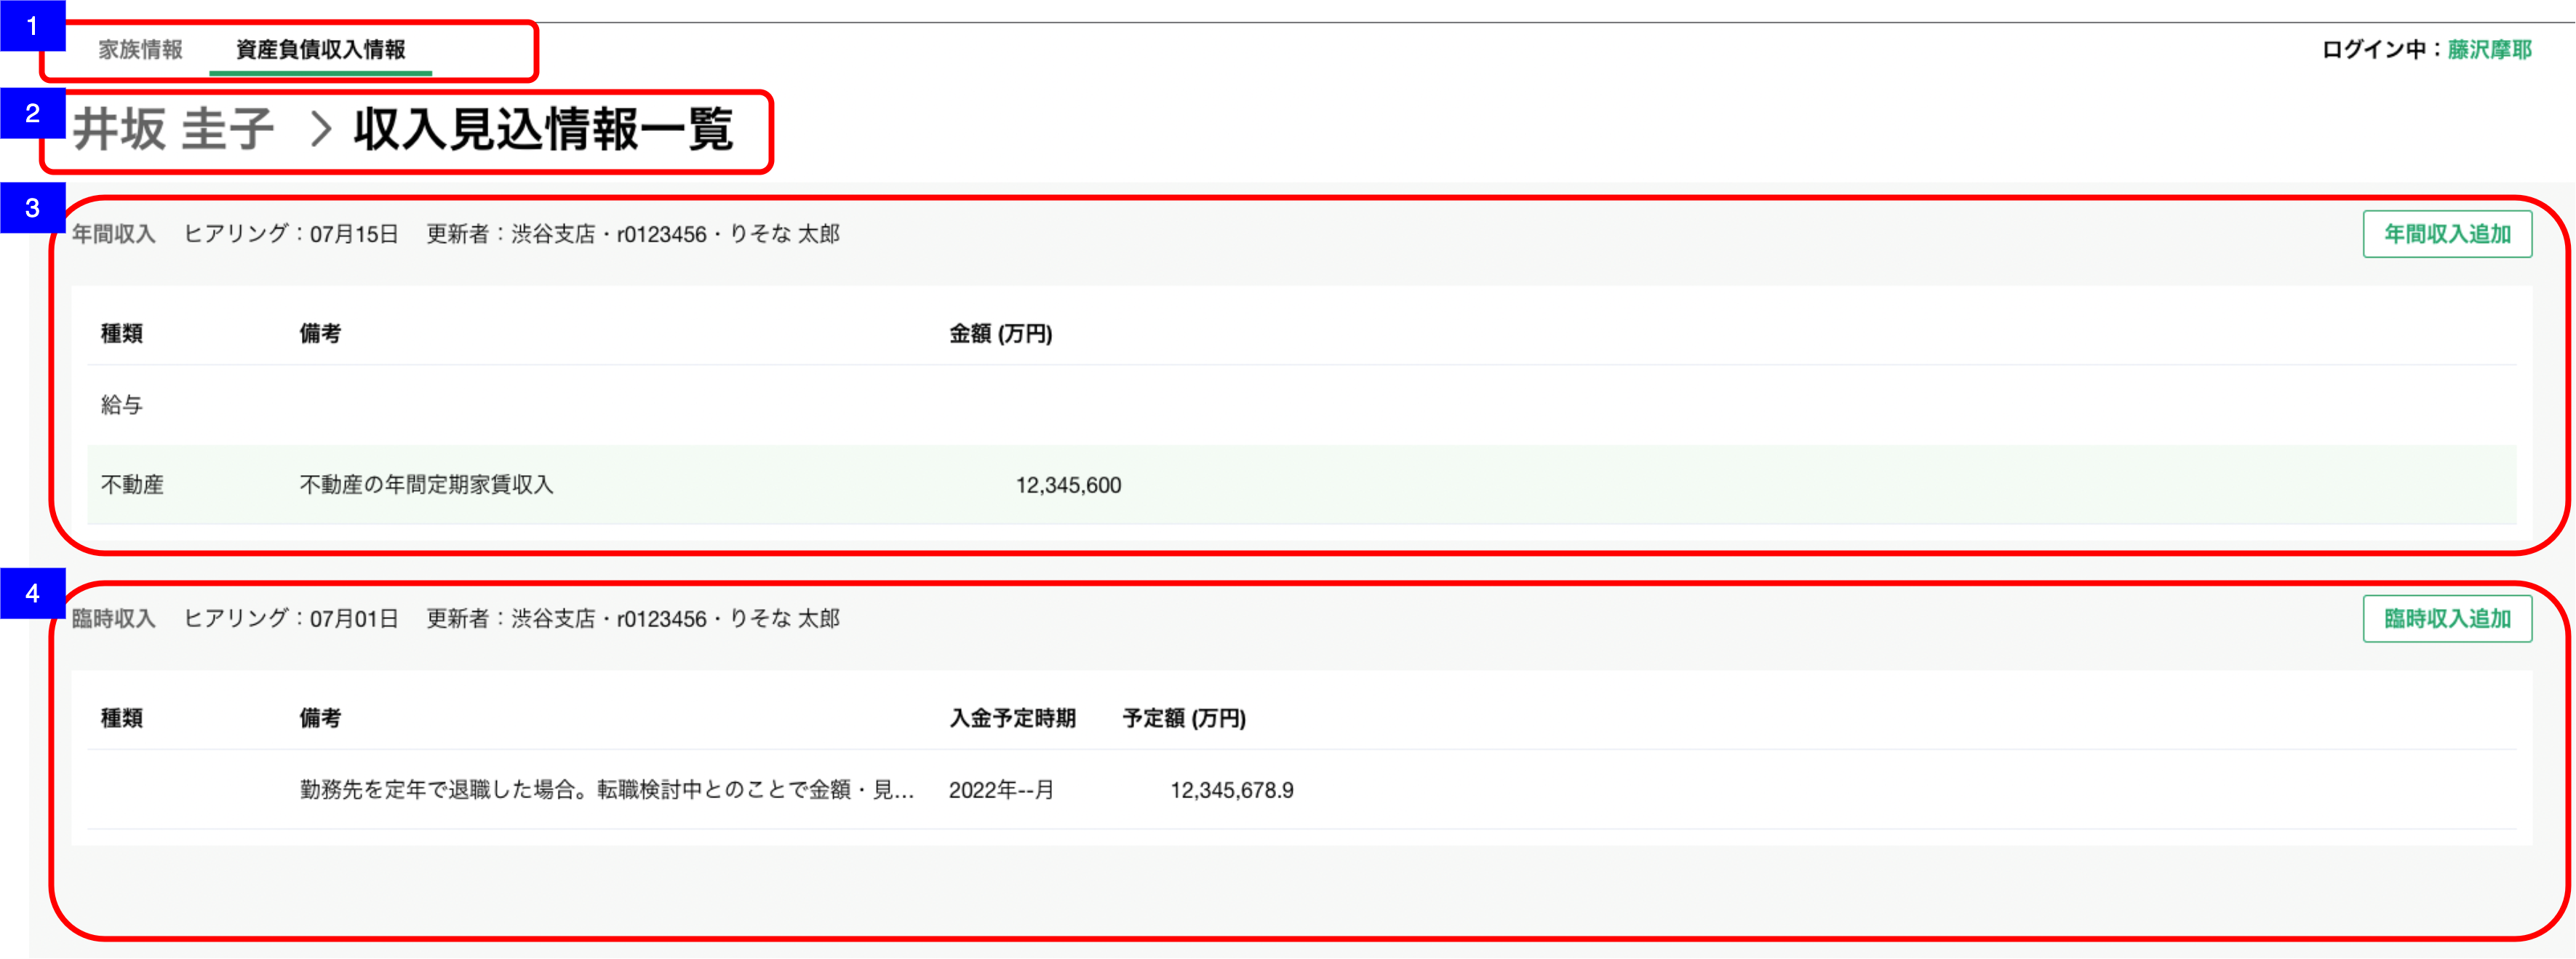 1
家族情報 資産負債収入情報 ログイン中：藤沢摩耶
2
井坂 圭子 > 収入見込情報一覧
3
年間収入 ヒアリング：07月15日 更新者：渋谷支店・r0123456・りそな 太郎 年間収入追加
種類 備考 金額 (万円)
給与
不動産 不動産の年間定期家賃収入 12,345,600
4
臨時収入 ヒアリング：07月01日 更新者：渋谷支店・r0123456・りそな 太郎 臨時収入追加
種類 備考 入金予定時期 予定額 (万円)
勤務先を定年で退職した場合。転職検討中とのことで金額・見... 2022年--月 12,345,678.9